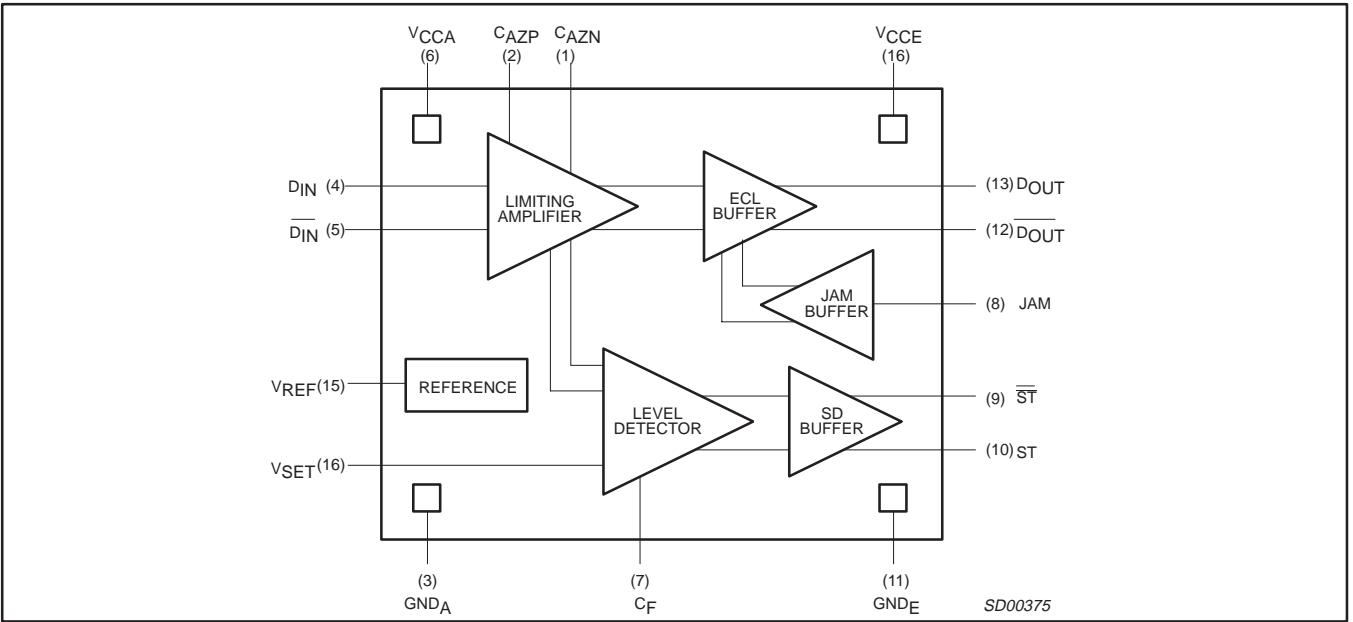 VCCA CAZP CAZN VCCE
(6) (2) (1) (16)
DIN (4)
LIMITING
AMPLIFIER
ECL
BUFFER
(13) DOUT
DIN (5)
(12) DOUT
JAM
BUFFER
(8) JAM
VREF (15)
REFERENCE
LEVEL
DETECTOR
SD
BUFFER
(9) ST
(10) ST
VSET (16)
(3) (7) (11)
GNDA CF GNDE
SD00375